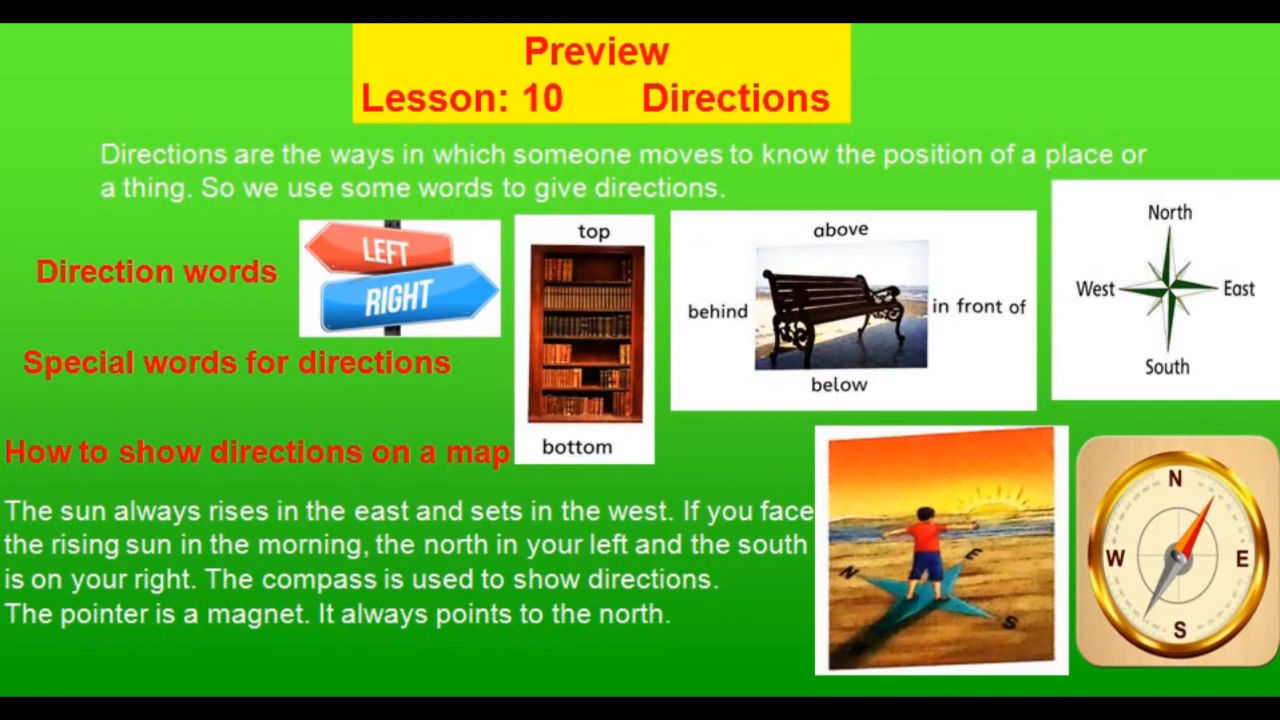 Preview
Lesson: 10 Directions
Directions are the ways in which someone moves to know the position of a place or
a thing. So we use some words to give directions.
Direction words
LEFT
RIGHT
top
bottom
above
behind
in front of
below
North
West
East
South
Special words for directions
How to show directions on a map
The sun always rises in the east and sets in the west. If you face
the rising sun in the morning, the north in your left and the south
is on your right. The compass is used to show directions.
The pointer is a magnet. It always points to the north.
N
E
S
N
W
E
S